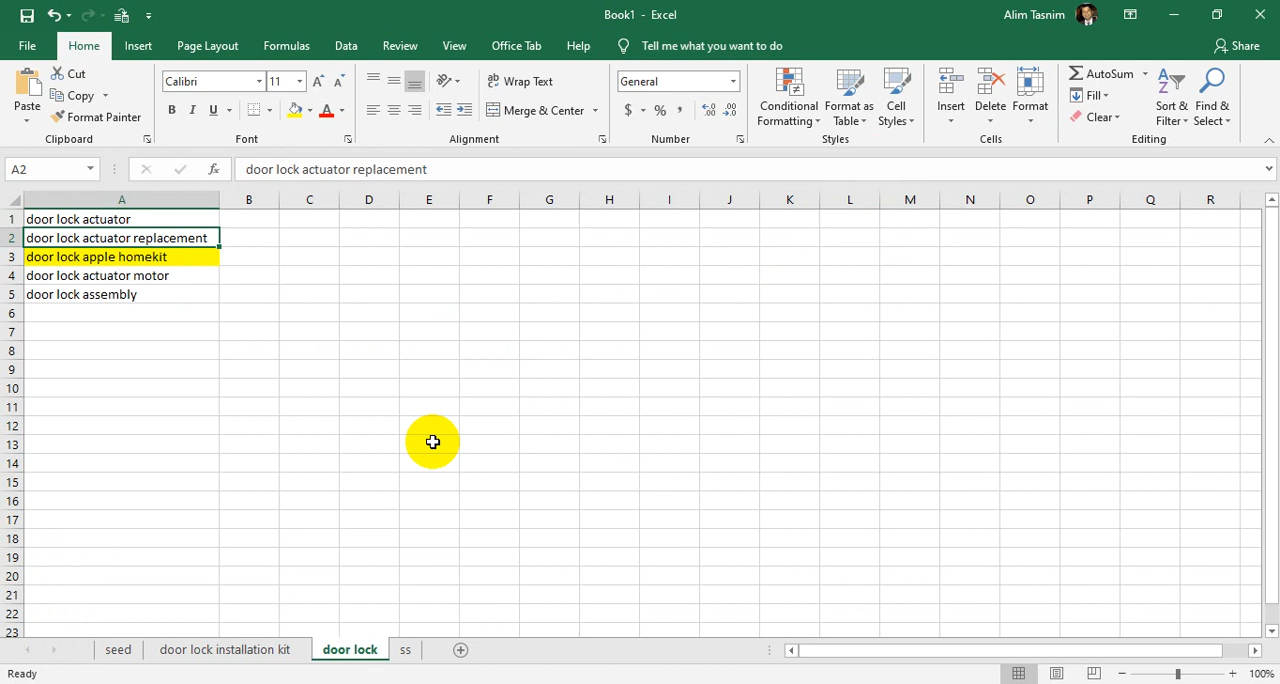 Book1 - Excel
Alim Tasnim
File Home Insert Page Layout Formulas Data Review View Office Tab Help Tell me what you want to do Share
Paste
Cut
Copy
Format Painter
Clipboard
Calibri 11
B I U
Font
Wrap Text
Merge & Center
Alignment
General
$ % ,
Number
Conditional Formatting
Format as Table
Cell Styles
Styles
Insert Delete Format
Cells
AutoSum
Fill
Clear
Sort & Filter
Find & Select
Editing
A2 fx door lock actuator replacement
A B C D E F G H I J K L M N O P Q R
1 door lock actuator
2 door lock actuator replacement
3 door lock apple homekit
4 door lock actuator motor
5 door lock assembly
6
7
8
9
10
11
12
13
14
15
16
17
18
19
20
21
22
23
seed door lock installation kit door lock ss
Ready 100%